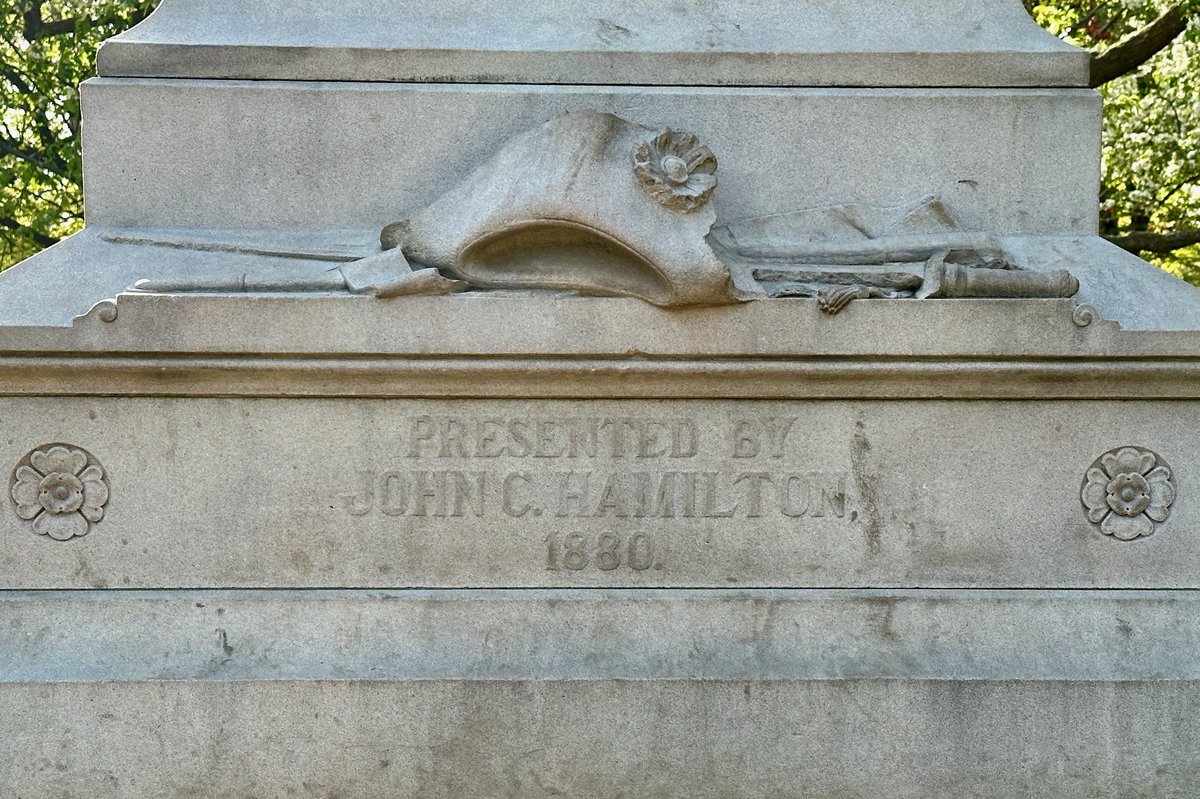 PRESENTED BY
JOHN C. HAMILTON,
1880.